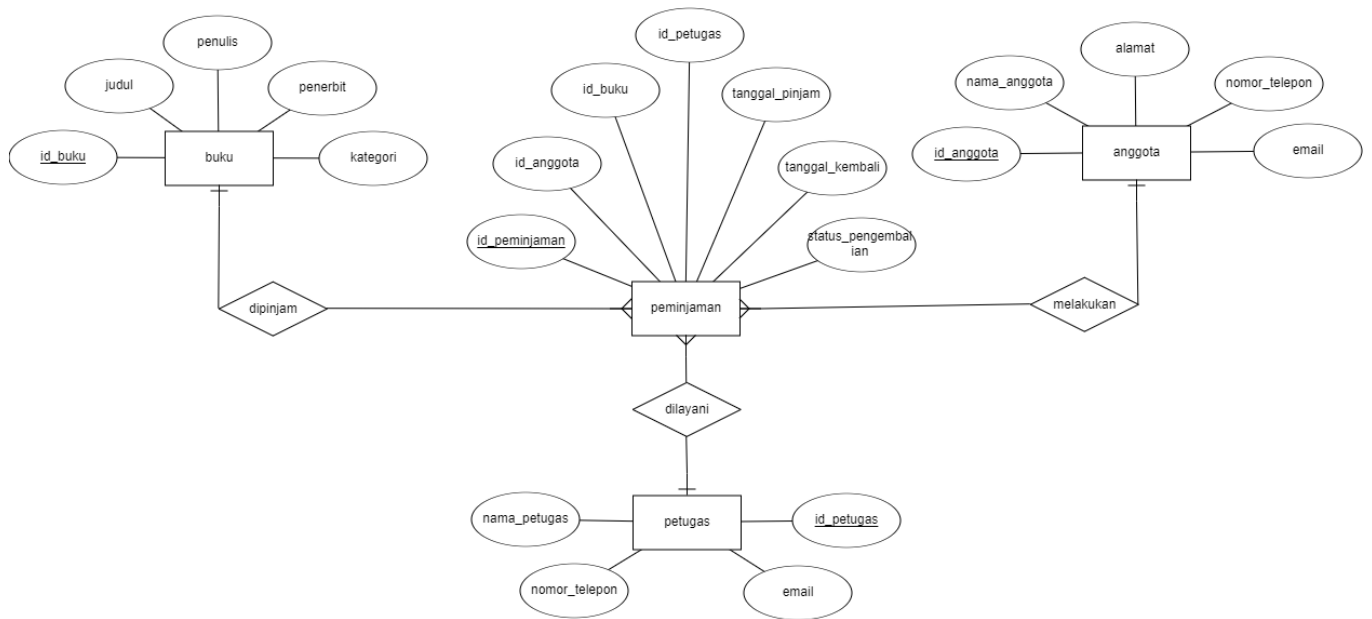 penulis
judul
penerbit
id_buku
buku
kategori
id_petugas
id_buku
tanggal_pinjam
id_anggota
tanggal_kembali
id_peminjaman
status_pengembal
ian
peminjaman
alamat
nama_anggota
nomor_telepon
id_anggota
anggota
email
dipinjam
melakukan
dilayani
nama_petugas
petugas
id_petugas
nomor_telepon
email